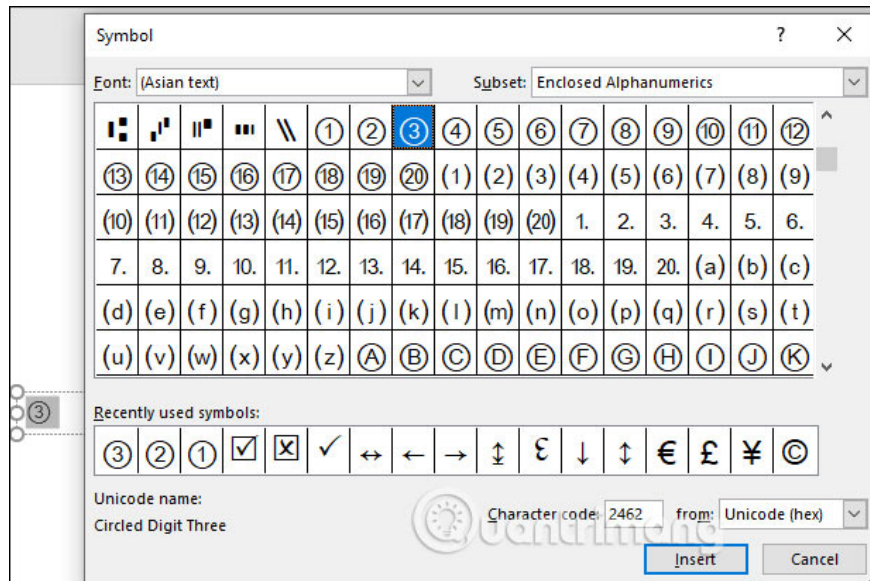 Symbol ? ×
Font: (Asian text) Subset: Enclosed Alphanumerics
\\ ① ② ③ ④ ⑤ ⑥ ⑦ ⑧ ⑨ ⑩ ⑪ ⑫
⑬ ⑭ ⑮ ⑯ ⑰ ⑱ ⑲ ⑳ (1) (2) (3) (4) (5) (6) (7) (8) (9)
(10) (11) (12) (13) (14) (15) (16) (17) (18) (19) (20) 1. 2. 3. 4. 5. 6.
7. 8. 9. 10. 11. 12. 13. 14. 15. 16. 17. 18. 19. 20. (a) (b) (c)
(d) (e) (f) (g) (h) (i) (j) (k) (l) (m) (n) (o) (p) (q) (r) (s) (t)
(u) (v) (w) (x) (y) (z) Ⓐ Ⓑ Ⓒ Ⓓ Ⓔ Ⓕ Ⓖ Ⓗ Ⓘ Ⓙ Ⓚ
③
Recently used symbols:
③ ② ① ☑ ☒ ✓ ↔ ← → ↨ ℇ ↓ ↕ € £ ¥ ©
Unicode name:
Circled Digit Three
Character code: 2462 from: Unicode (hex)
Quantrimang
Insert Cancel